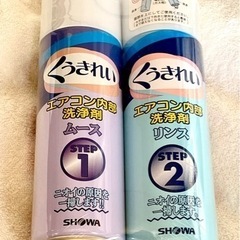 くうきれい
エアコン内部
洗浄剤
ムース
STEP
1
ニオイの原因を
一掃します!!
SHOWA
くうきれい
エアコン内部
洗浄剤
リンス
STEP
2
ニオイの原因を
一掃します!!
SHOWA